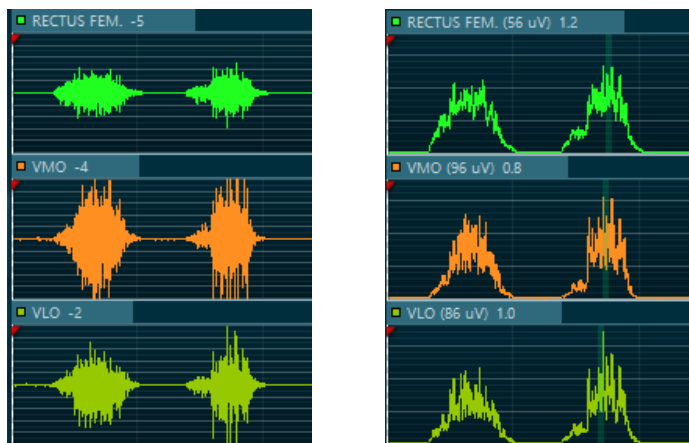 RECTUS FEM. -5
VMO -4
VLO -2
RECTUS FEM. (56 uV) 1.2
VMO (96 uV) 0.8
VLO (86 uV) 1.0